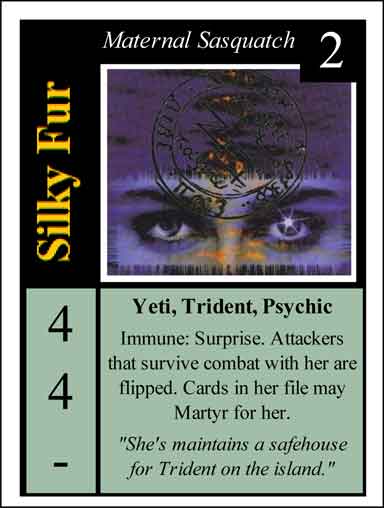 Maternal Sasquatch
2
Silky Fur
4
4
-
Yeti, Trident, Psychic
Immune: Surprise. Attackers
that survive combat with her are
flipped. Cards in her file may
Martyr for her.
"She's maintains a safehouse
for Trident on the island."